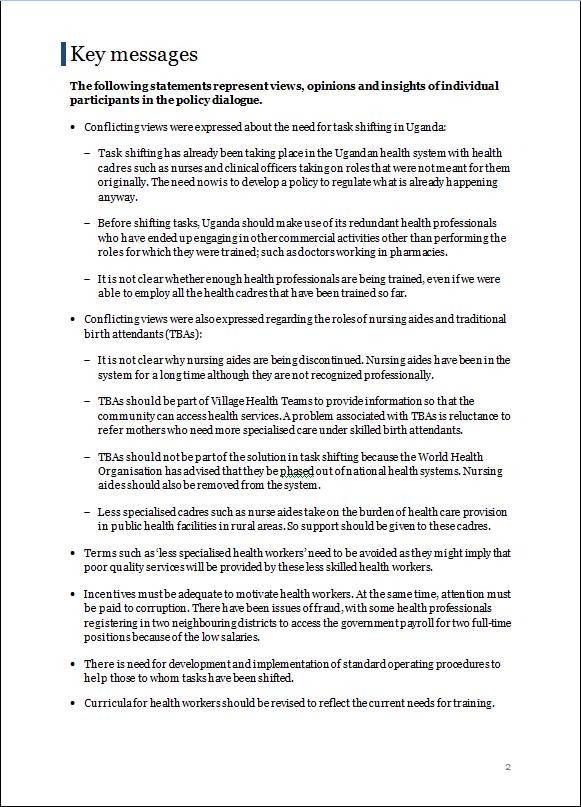 Key messages
The following statements represent views, opinions and insights of individual
participants in the policy dialogue.
• Conflicting views were expressed about the need for task shifting in Uganda:
– Task shifting has already been taking place in the Ugandan health system with health
cadres such as nurses and clinical officers taking on roles that were not meant for them
originally. The need now is to develop a policy to regulate what is already happening
anyway.
– Before shifting tasks, Uganda should make use of its redundant health professionals
who have ended up engaging in other commercial activities other than performing the
roles for which they were trained; such as doctors working in pharmacies.
– It is not clear whether enough health professionals are being trained, even if we were
able to employ all the health cadres that have been trained so far.
• Conflicting views were also expressed regarding the roles of nursing aides and traditional
birth attendants (TBAs):
– It is not clear why nursing aides are being discontinued. Nursing aides have been in the
system for a long time although they are not recognized professionally.
– TBAs should be part of Village Health Teams to provide information so that the
community can access health services. A problem associated with TBAs is reluctance to
refer mothers who need more specialised care under skilled birth attendants.
– TBAs should not be part of the solution in task shifting because the World Health
Organisation has advised that they be phased out of national health systems. Nursing
aides should also be removed from the system.
– Less specialised cadres such as nurse aides take on the burden of health care provision
in public health facilities in rural areas. So support should be given to these cadres.
• Terms such as ‘less specialised health workers’ need to be avoided as they might imply that
poor quality services will be provided by these less skilled health workers.
• Incentives must be adequate to motivate health workers. At the same time, attention must
be paid to corruption. There have been issues of fraud, with some health professionals
registering in two neighbouring districts to access the government payroll for two full-time
positions because of the low salaries.
• There is need for development and implementation of standard operating procedures to
help those to whom tasks have been shifted.
• Curricula for health workers should be revised to reflect the current needs for training.
2